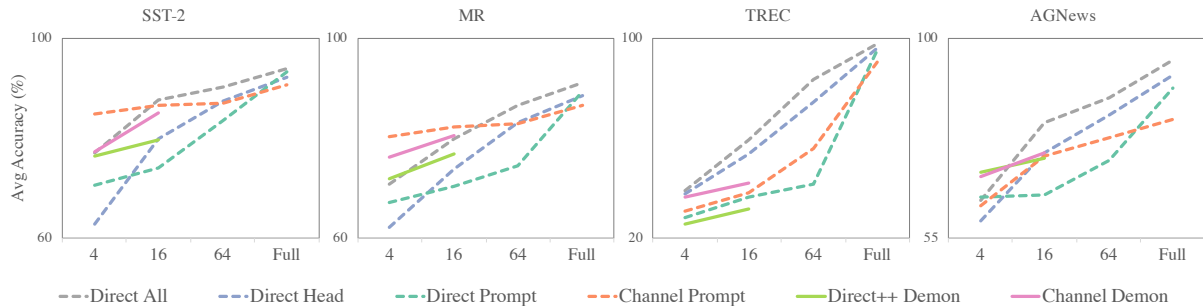 SST-2 MR TREC AGNews
100 100 100 100
Avg Accuracy (%)
60 60 20 55
4 16 64 Full 4 16 64 Full 4 16 64 Full 4 16 64 Full
Direct All Direct Head Direct Prompt Channel Prompt Direct++ Demon Channel Demon